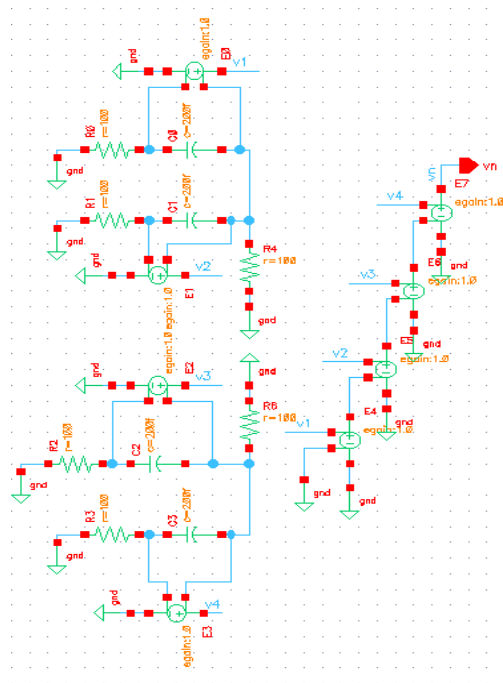 egain:1.0
E0
gnd
v1
R0
r=100
C0
c=200f
gnd
R1
r=100
C1
c=200f
gnd
R4
r=100
gnd
v2
E1
egain:1.0
egain:1.0
gnd
E2
v3
gnd
R6
r=100
R2
r=100
C2
c=200f
gnd
R3
r=100
C3
c=200f
gnd
gnd
v4
E3
egain:1.0
vn
E7
v4
egain:1.0
gnd
E6
v3
egain:1.0
gnd
E5
v2
egain:1.0
gnd
E4
v1
egain:1.0
gnd
gnd